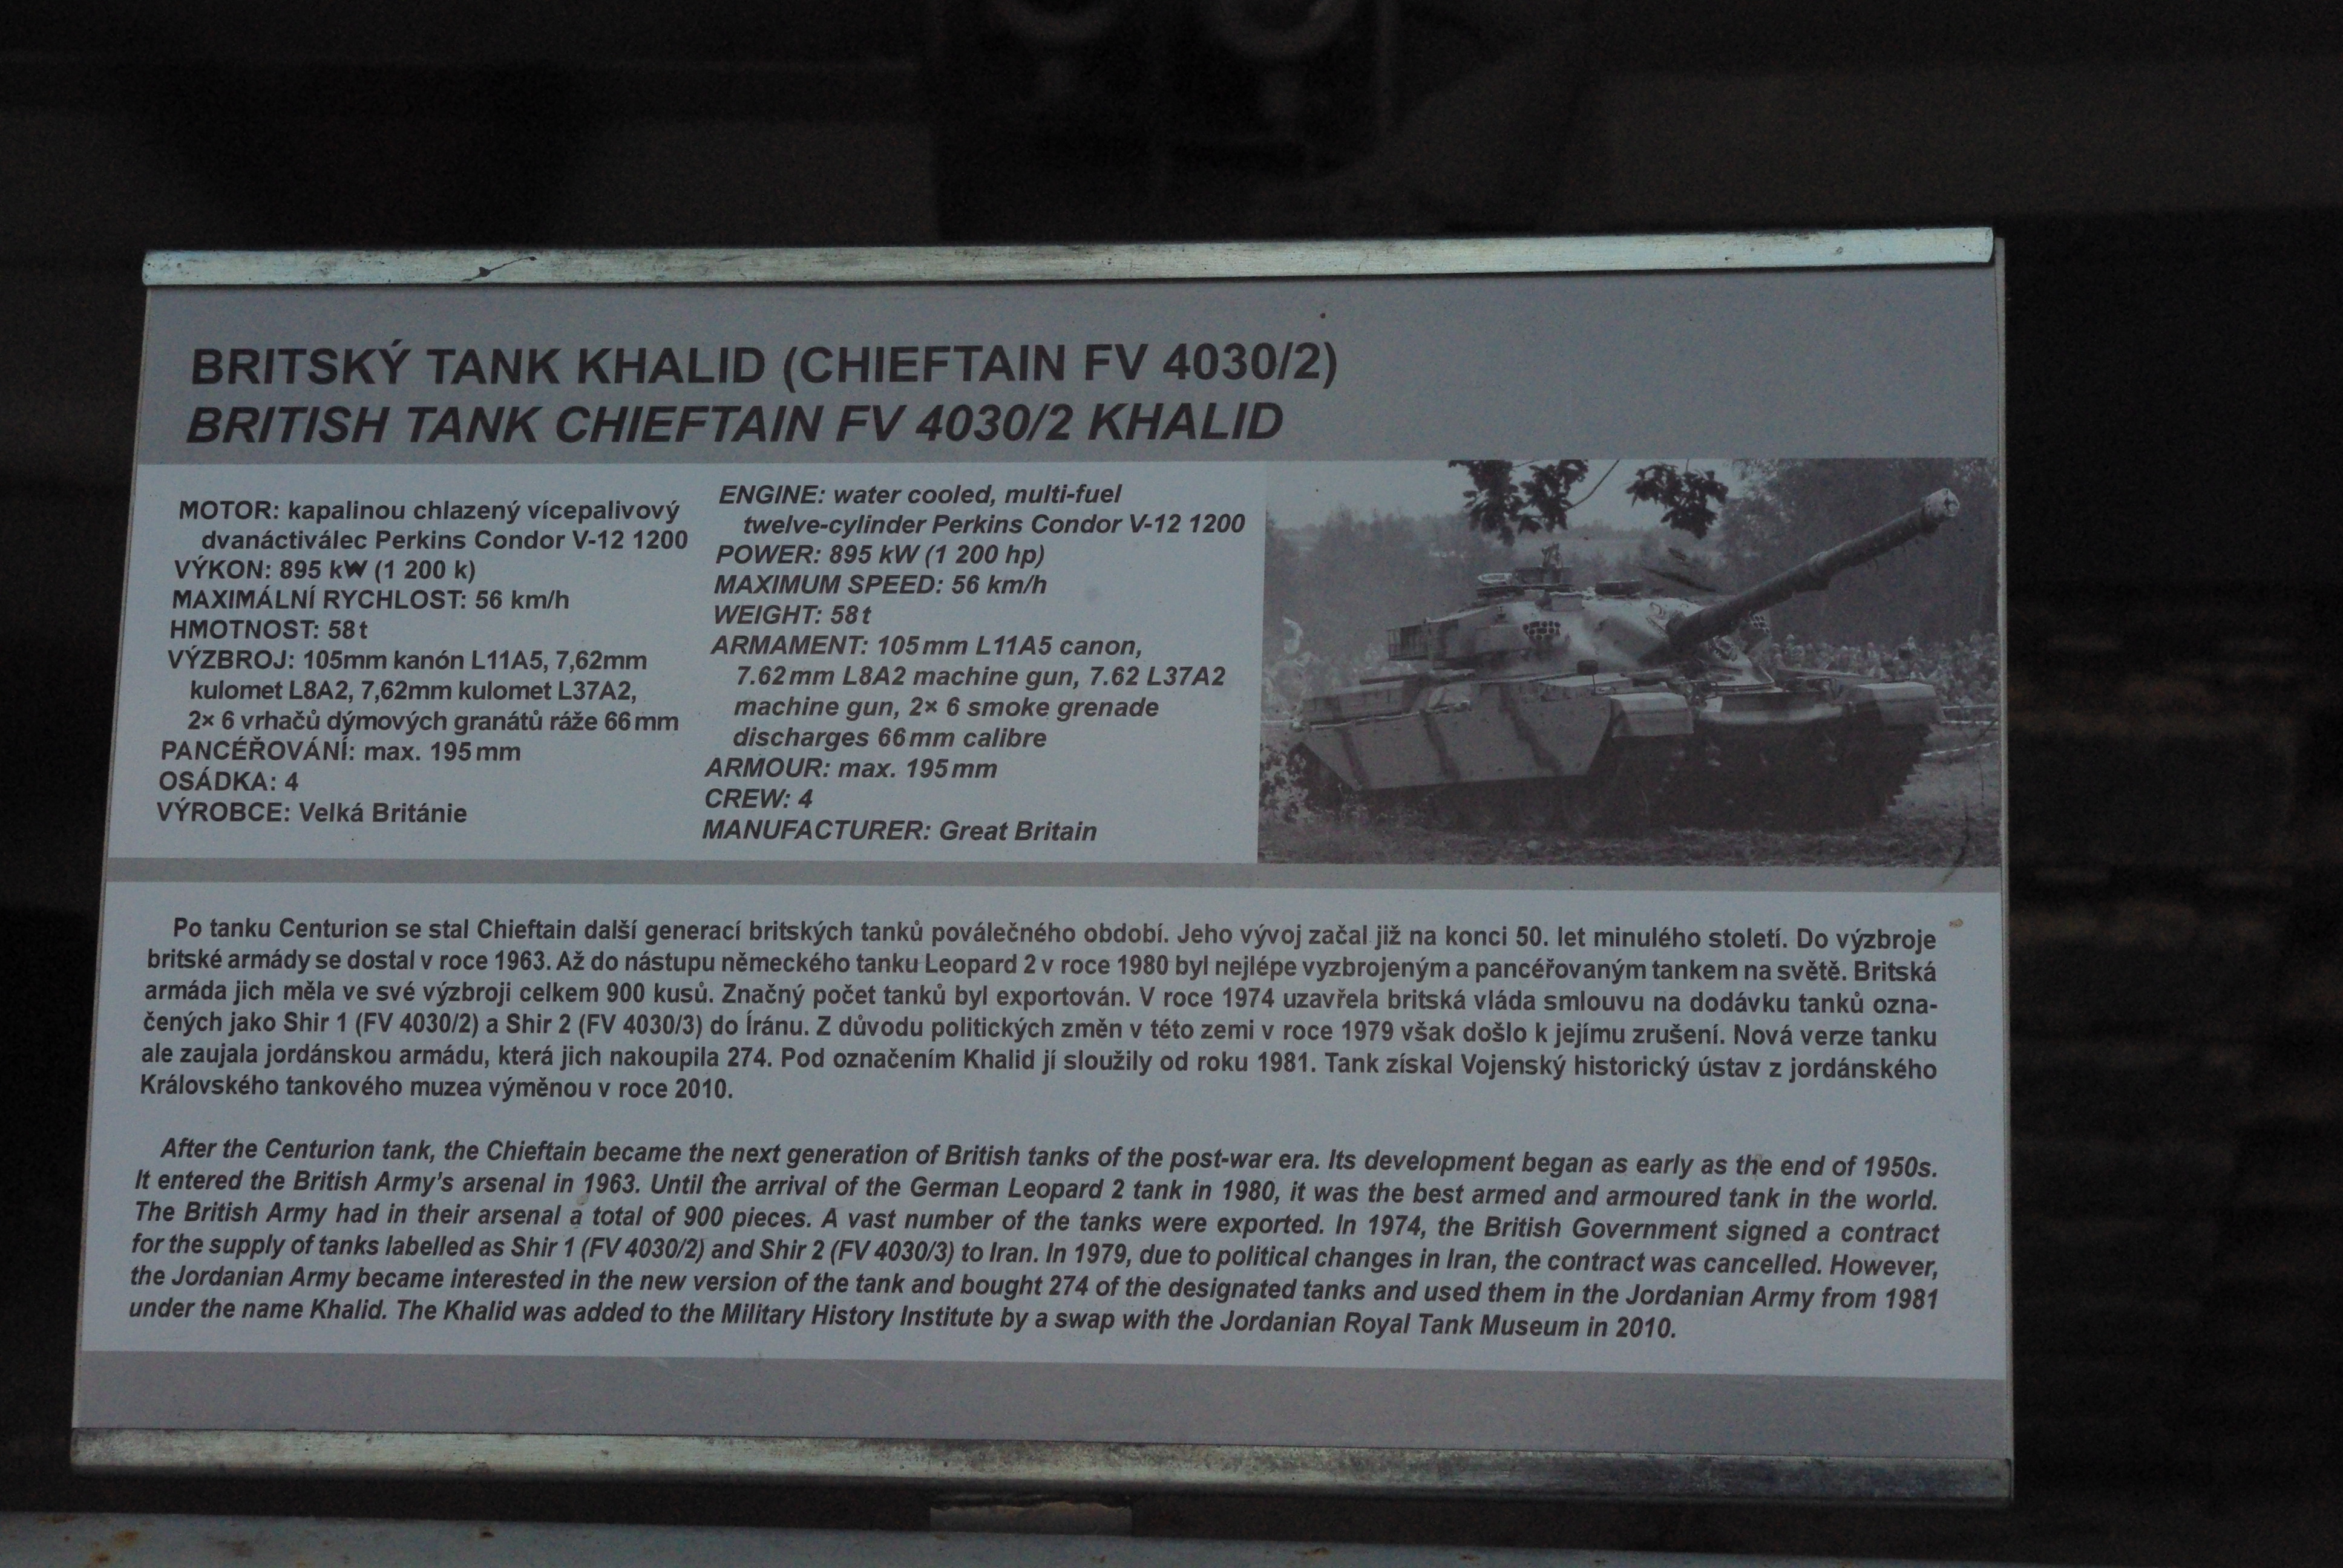 BRITSKÝ TANK KHALID (CHIEFTAIN FV 4030/2)
BRITISH TANK CHIEFTAIN FV 4030/2 KHALID
MOTOR: kapalinou chlazený vícepalivový
dvanáctiválec Perkins Condor V-12 1200
VÝKON: 895 kW (1 200 k)
MAXIMÁLNÍ RYCHLOST: 56 km/h
HMOTNOST: 58 t
VÝZBROJ: 105mm kanón L11A5, 7,62mm
kulomet L8A2, 7,62mm kulomet L37A2,
2× 6 vrhačů dýmových granátů ráže 66 mm
PANCÉŘOVÁNÍ: max. 195 mm
OSÁDKA: 4
VÝROBCE: Velká Británie
ENGINE: water cooled, multi-fuel
twelve-cylinder Perkins Condor V-12 1200
POWER: 895 kW (1 200 hp)
MAXIMUM SPEED: 56 km/h
WEIGHT: 58 t
ARMAMENT: 105 mm L11A5 canon,
7.62 mm L8A2 machine gun, 7.62 L37A2
machine gun, 2× 6 smoke grenade
discharges 66 mm calibre
ARMOUR: max. 195 mm
CREW: 4
MANUFACTURER: Great Britain
Po tanku Centurion se stal Chieftain další generací britských tanků poválečného období. Jeho vývoj začal již na konci 50. let minulého století. Do výzbroje
britské armády se dostal v roce 1963. Až do nástupu německého tanku Leopard 2 v roce 1980 byl nejlépe vyzbrojeným a pancéřovaným tankem na světě. Britská
armáda jich měla ve své výzbroji celkem 900 kusů. Značný počet tanků byl exportován. V roce 1974 uzavřela britská vláda smlouvu na dodávku tanků ozna-
čených jako Shir 1 (FV 4030/2) a Shir 2 (FV 4030/3) do Íránu. Z důvodu politických změn v této zemi v roce 1979 však došlo k jejímu zrušení. Nová verze tanku
ale zaujala jordánskou armádu, která jich nakoupila 274. Pod označením Khalid jí sloužily od roku 1981. Tank získal Vojenský historický ústav z jordánského
Královského tankového muzea výměnou v roce 2010.
After the Centurion tank, the Chieftain became the next generation of British tanks of the post-war era. Its development began as early as the end of 1950s.
It entered the British Army's arsenal in 1963. Until the arrival of the German Leopard 2 tank in 1980, it was the best armed and armoured tank in the world.
The British Army had in their arsenal a total of 900 pieces. A vast number of the tanks were exported. In 1974, the British Government signed a contract
for the supply of tanks labelled as Shir 1 (FV 4030/2) and Shir 2 (FV 4030/3) to Iran. In 1979, due to political changes in Iran, the contract was cancelled. However,
the Jordanian Army became interested in the new version of the tank and bought 274 of the designated tanks and used them in the Jordanian Army from 1981
under the name Khalid. The Khalid was added to the Military History Institute by a swap with the Jordanian Royal Tank Museum in 2010.